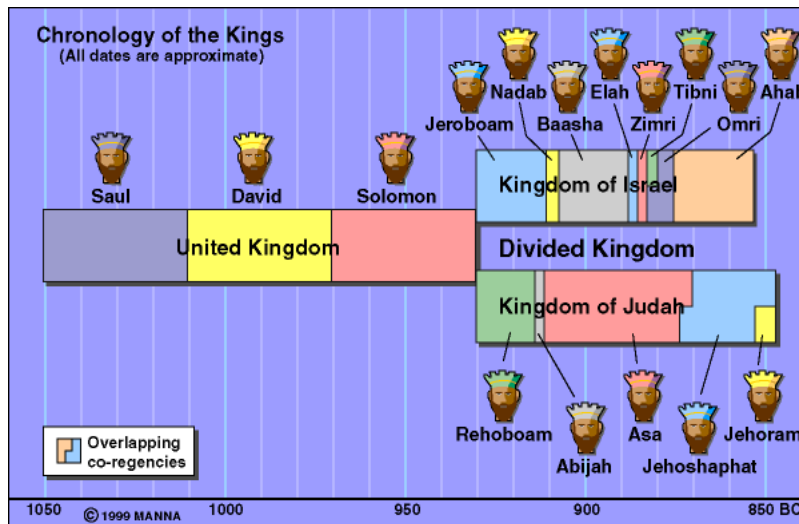 Chronology of the Kings
(All dates are approximate)
Nadab
Elah
Tibni
Ahab
Jeroboam
Baasha
Zimri
Omri
Saul
David
Solomon
Kingdom of Israel
United Kingdom
Divided Kingdom
Kingdom of Judah
Rehoboam
Asa
Jehoram
Abijah
Jehoshaphat
Overlapping
co-regencies
1050
1000
950
900
850 BC
© 1999 MANNA